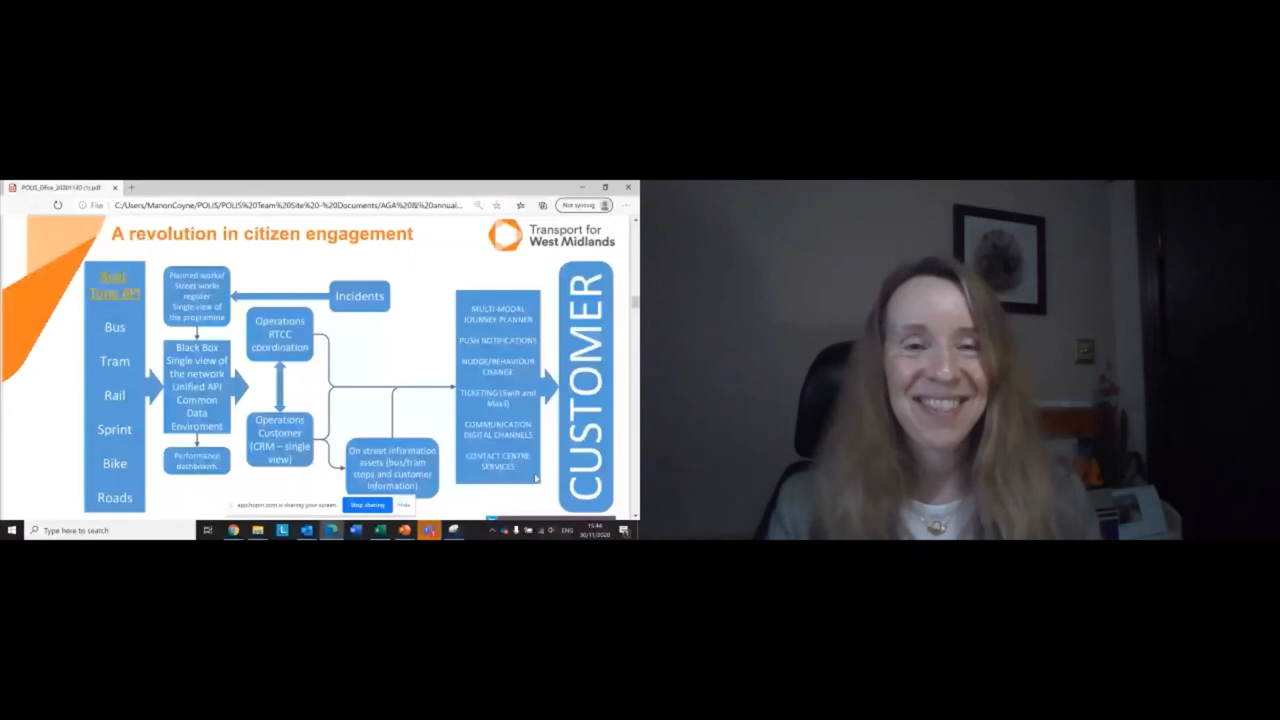 POLIS_DFox_20201130 (1).pdf
File
C:/Users/ManonCoyne/POLIS/POLIS%20Team%20Site%20-%20Documents/AGA%20&%20annual...
Not syncing
A revolution in citizen engagement
Transport for
West Midlands
Real
Time API
Bus
Tram
Rail
Sprint
Bike
Roads
Planned works/
Street works
register
Single view of
the programme
Incidents
Black Box
Single view of
the network
Unified API
Common
Data
Enviroment
Performance
dashboards.
Operations
RTCC
coordination
Operations
Customer
(CRM – single
view)
On street information
assets (bus/tram
stops and customer
information)
MULTI-MODAL
JOURNEY PLANNER
PUSH NOTIFICATIONS
NUDGE/BEHAVIOUR
CHANGE
TICKETING (Swift and
MaaS)
COMMUNICATION
DIGITAL CHANNELS
CONTACT CENTRE
SERVICES
CUSTOMER
app.hopin.com is sharing your screen.
Stop sharing
Hide
Type here to search
ENG
15:44
30/11/2020